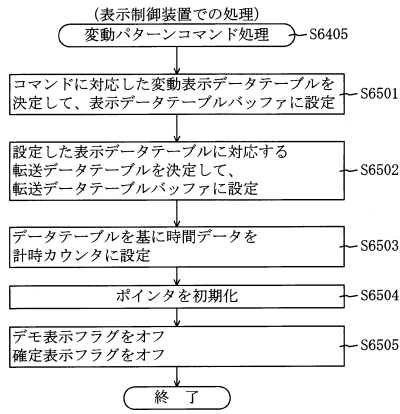 (表示制御装置での処理)
変動パターンコマンド処理
S6405
コマンドに対応した変動表示データテーブルを
決定して、表示データテーブルバッファに設定
S6501
設定した表示データテーブルに対応する
転送データテーブルを決定して、
転送データテーブルバッファに設定
S6502
データテーブルを基に時間データを
計時カウンタに設定
S6503
ポインタを初期化
S6504
デモ表示フラグをオフ
確定表示フラグをオフ
S6505
終 了